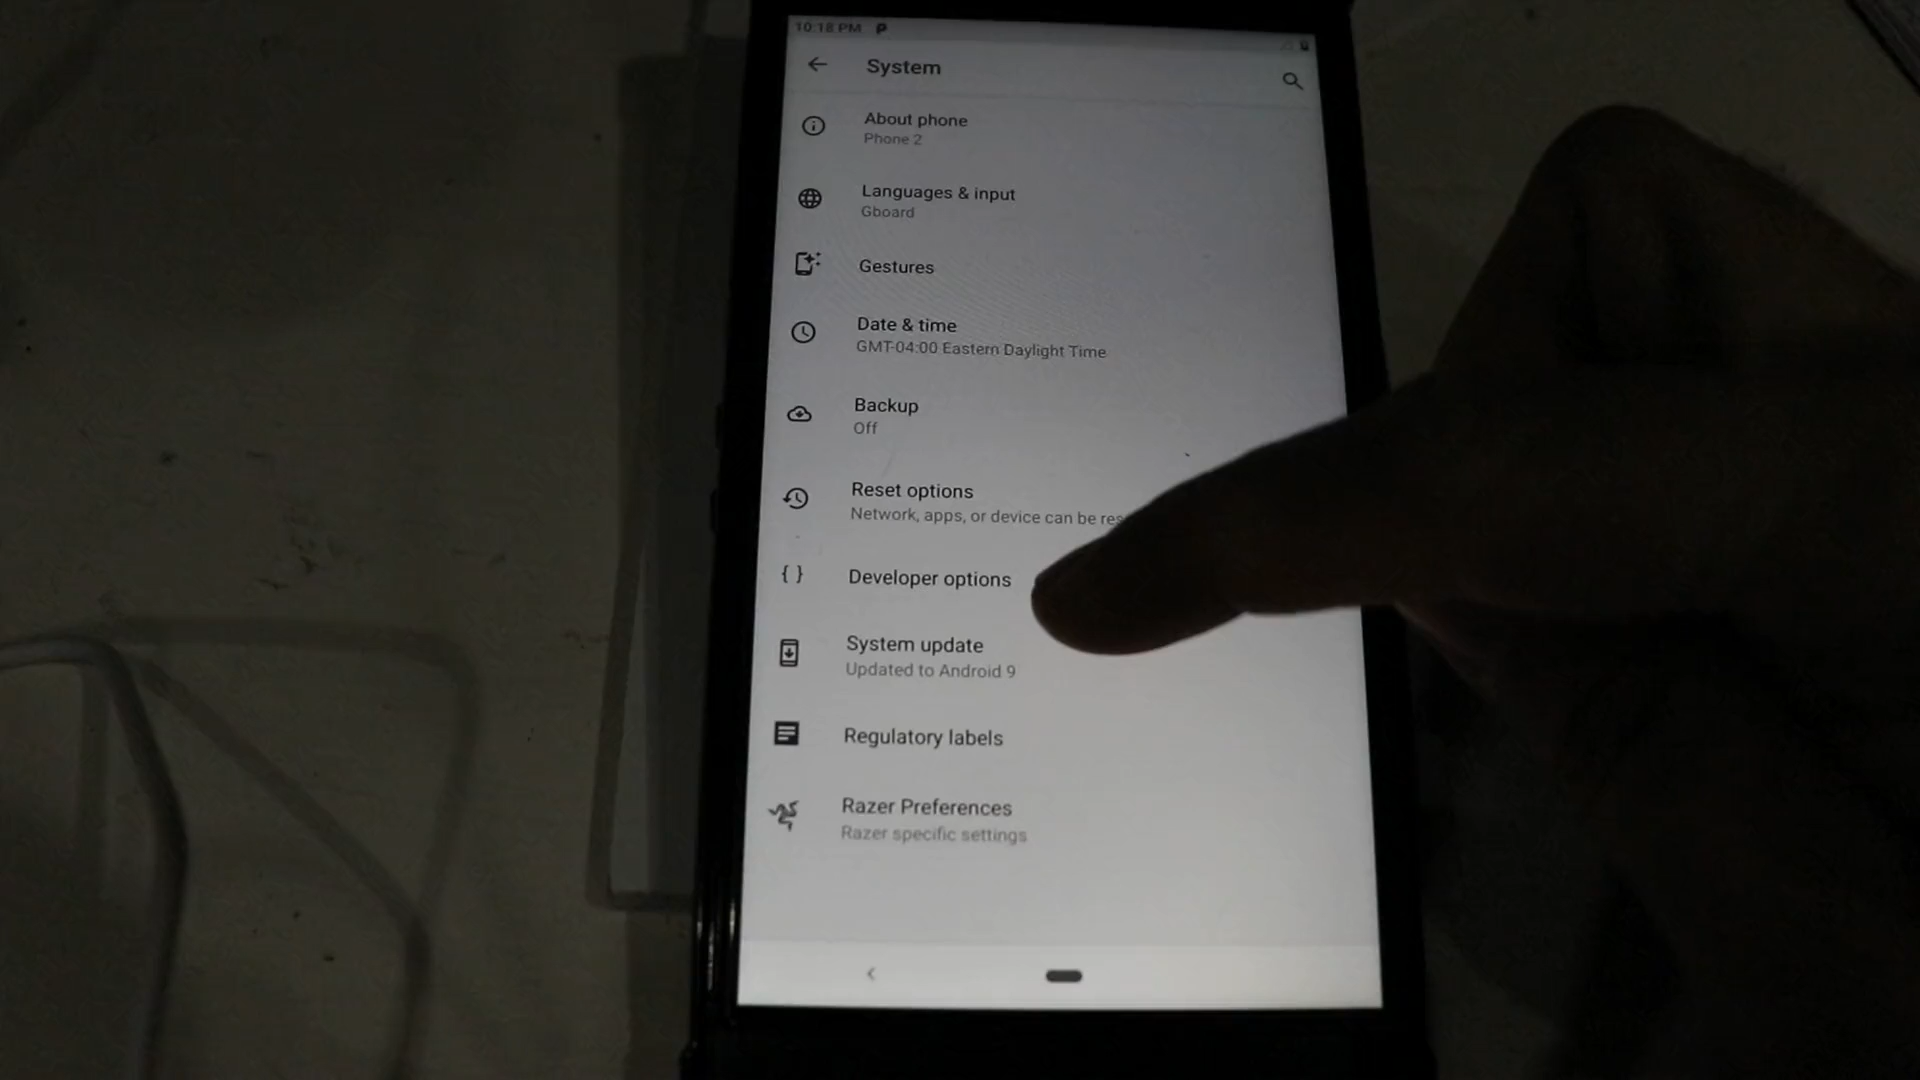 10:18 PM
System
About phone
Phone 2
Languages & input
Gboard
Gestures
Date & time
GMT-04:00 Eastern Daylight Time
Backup
Off
Reset options
Network, apps, or device can be
Developer options
System update
Updated to Android 9
Regulatory labels
Razer Preferences
Razer specific settings